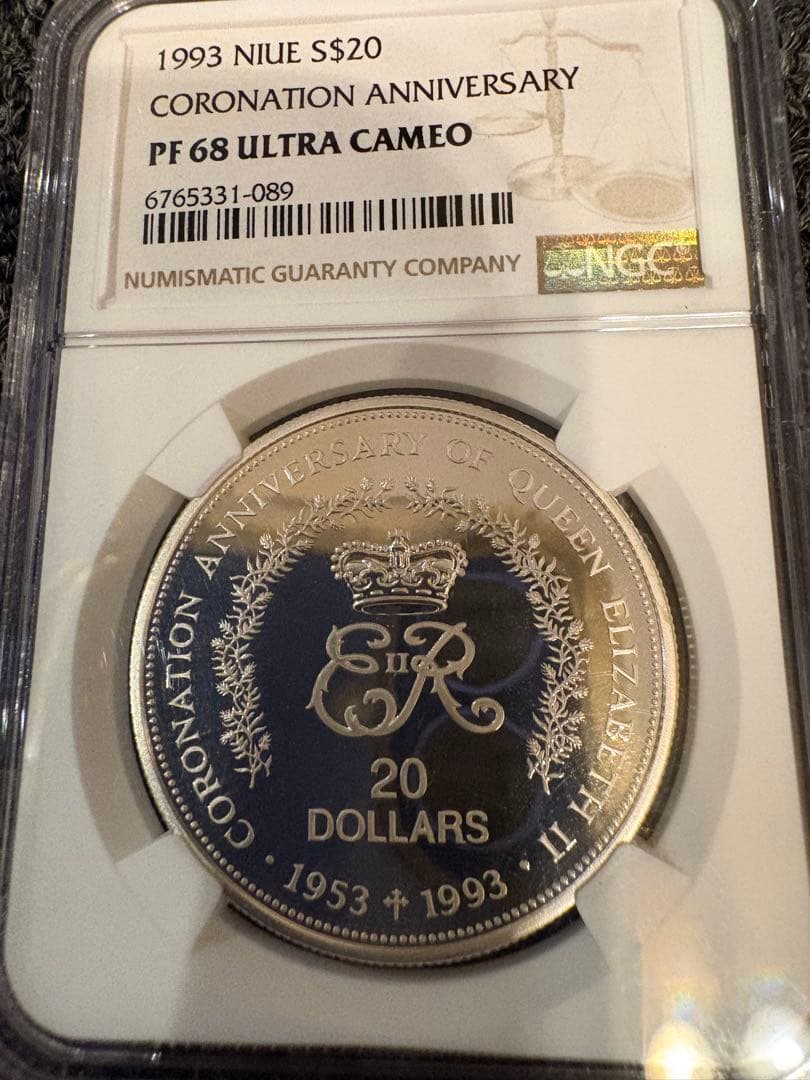 1993 NIUE S$20
CORONATION ANNIVERSARY
PF 68 ULTRA CAMEO
6765331-089
NUMISMATIC GUARANTY COMPANY
NGC
CORONATION ANNIVERSARY OF QUEEN ELIZABETH II
EIIR
20
DOLLARS
· 1953 ✝ 1993 ·